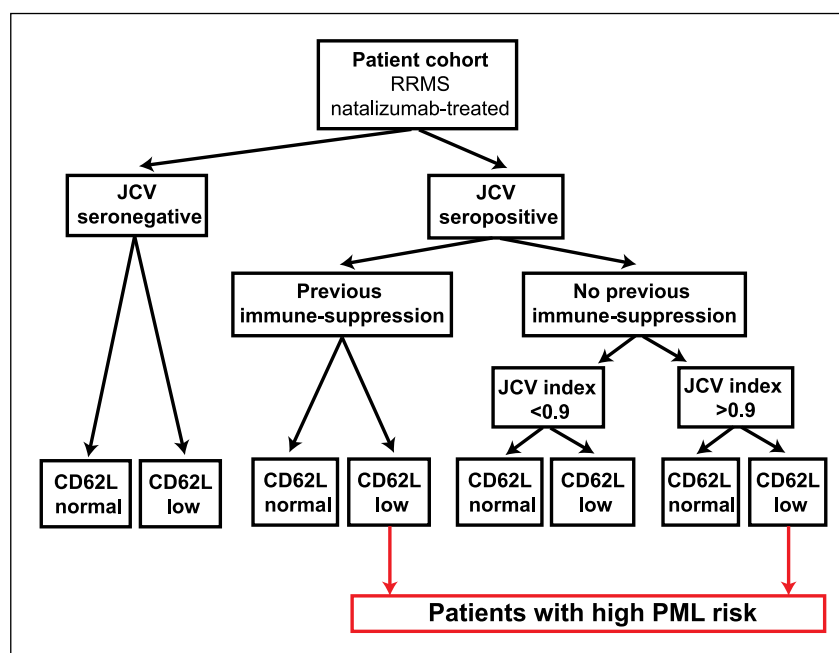 Patient cohort
RRMS
natalizumab-treated
JCV
seronegative
JCV
seropositive
Previous
immune-suppression
No previous
immune-suppression
JCV index
<0.9
JCV index
>0.9
CD62L
normal
CD62L
low
CD62L
normal
CD62L
low
CD62L
normal
CD62L
low
CD62L
normal
CD62L
low
Patients with high PML risk